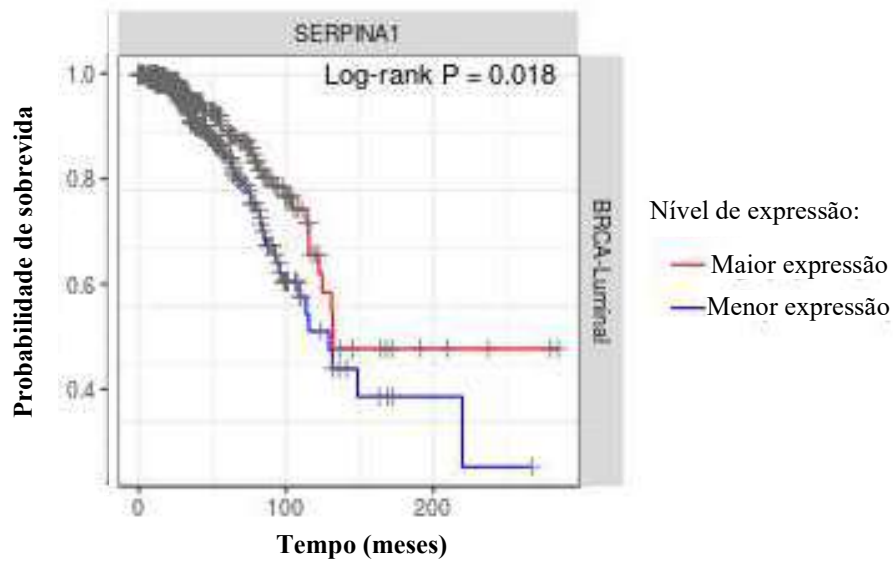 SERPINA1
Log-rank P = 0.018
Probabilidade de sobrevida
1.0
0.8
0.6
0.4
BRCA-Luminal
Nível de expressão:
Maior expressão
Menor expressão
0
100
200
Tempo (meses)